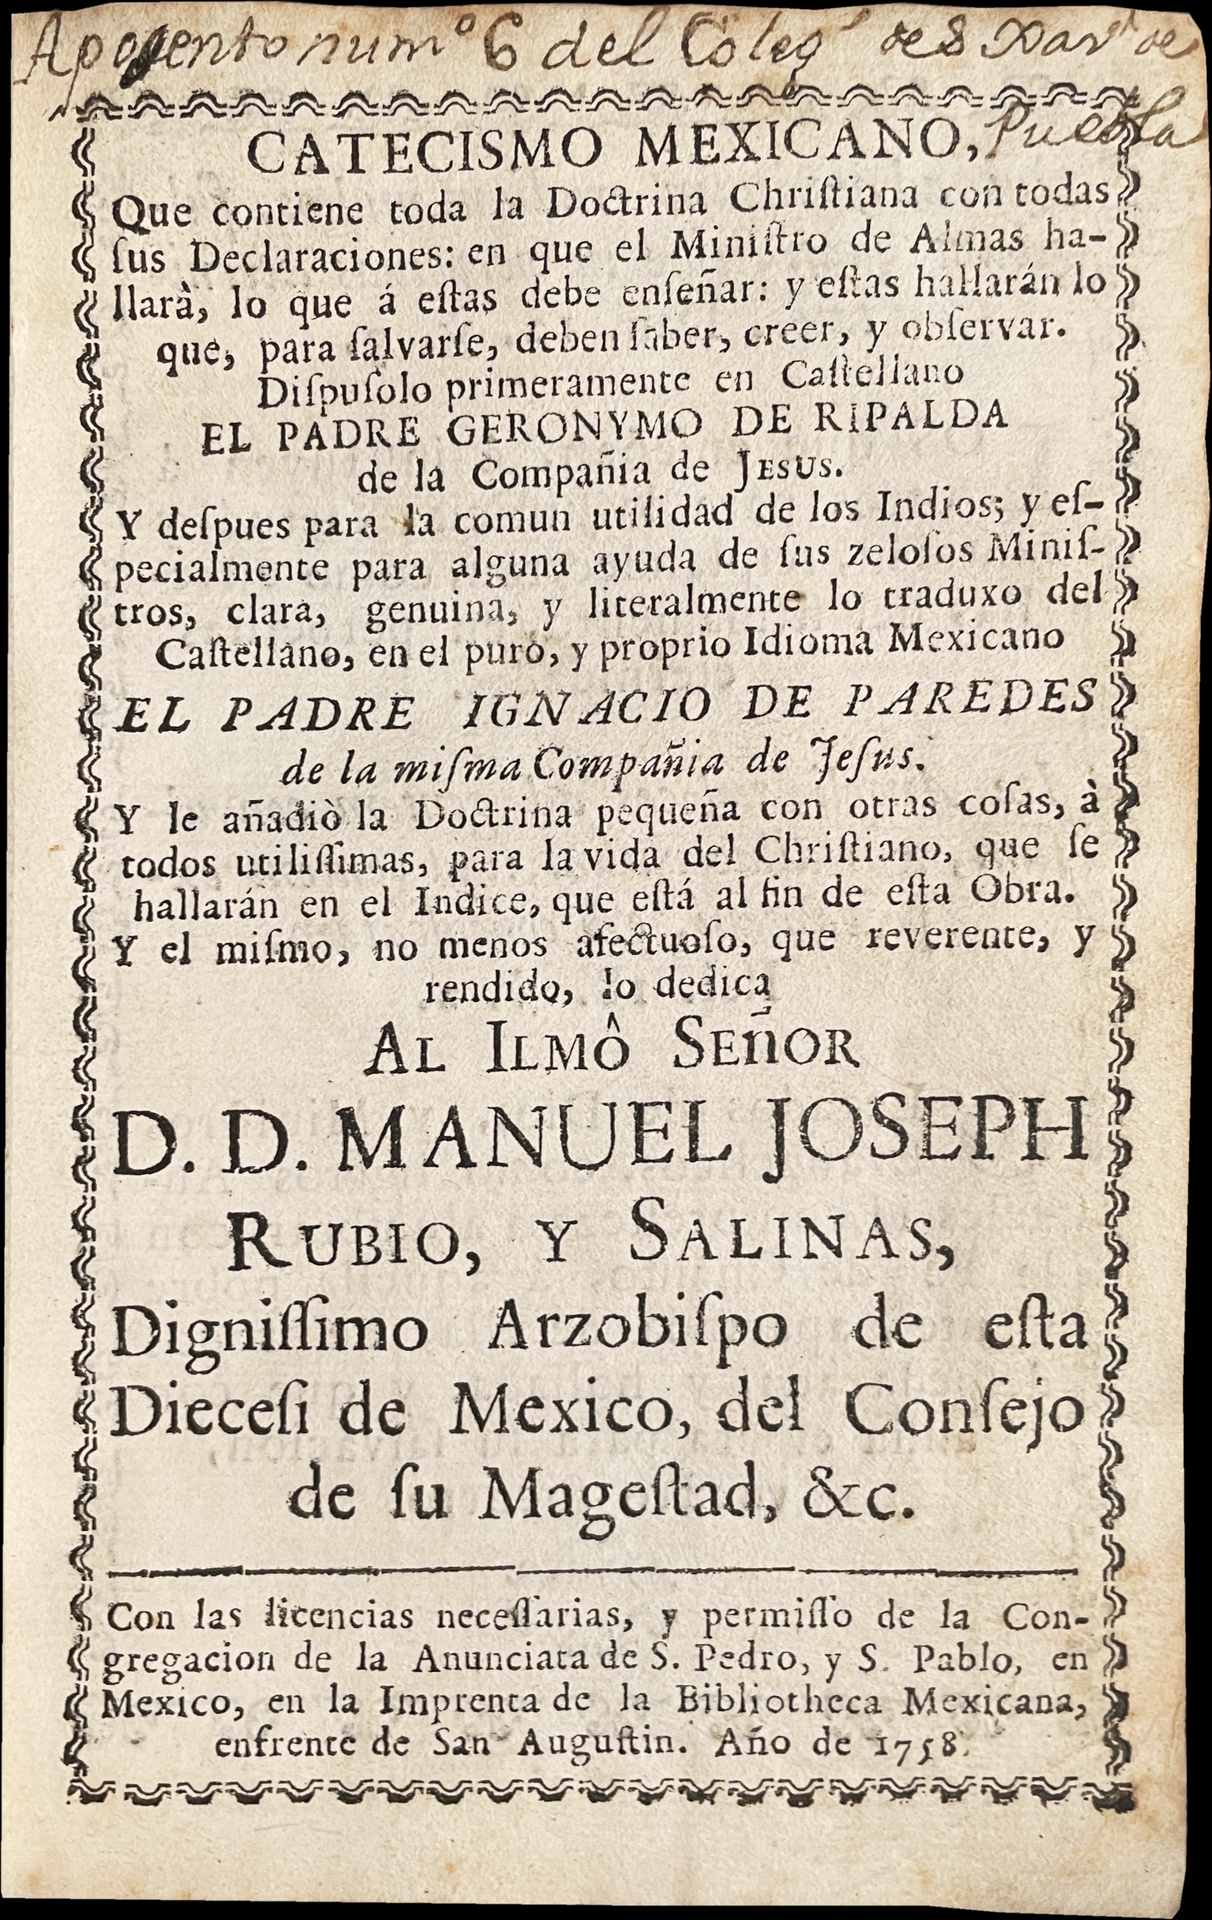 Aposento num° 6 del Coleg° de S Xavr de
Puebla
CATECISMO MEXICANO,
Que contiene toda la Doctrina Chriſtiana con todas
ſus Declaraciones: en que el Miniſtro de Almas ha-
llarà, lo que á eſtas debe enſeñar: y eſtas hallarán lo
que, para ſalvarſe, deben ſaber, creer, y obſervar.
Diſpuſolo primeramente en Caſtellano
EL PADRE GERONYMO DE RIPALDA
de la Compañia de JESUS.
Y deſpues para la comun utilidad de los Indios; y eſ-
pecialmente para alguna ayuda de ſus zeloſos Miniſ-
tros, clara, genuina, y literalmente lo traduxo del
Caſtellano, en el puro, y proprio Idioma Mexicano
EL PADRE IGNACIO DE PAREDES
de la miſma Compañia de Jeſus.
Y le añadiò la Doctrina pequeña con otras coſas, à
todos utiliſſimas, para la vida del Chriſtiano, que ſe
hallarán en el Indice, que eſtá al fin de eſta Obra.
Y el miſmo, no menos afectuoſo, que reverente, y
rendido, lo dedica
AL ILMÔ SEÑOR
D. D. MANUEL JOSEPH
RUBIO, Y SALINAS,
Digniſſimo Arzobiſpo de eſta
Dieceſi de Mexico, del Conſejo
de ſu Mageſtad, &c.
Con las licencias neceſſarias, y permiſſo de la Con-
gregacion de la Anunciata de S. Pedro, y S. Pablo, en
Mexico, en la Imprenta de la Bibliotheca Mexicana,
enfrente de San Auguſtin. Año de 1758.